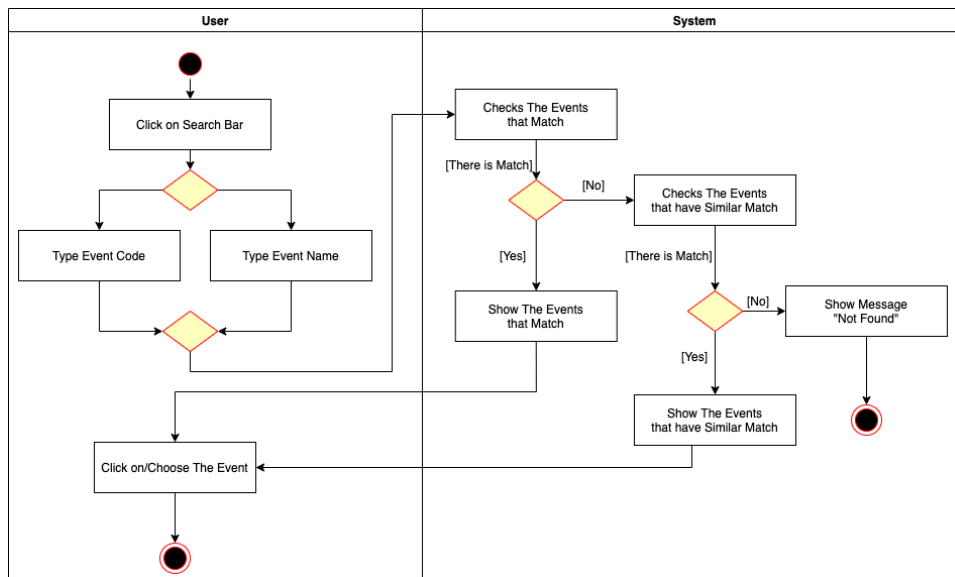 User
System
Click on Search Bar
Type Event Code
Type Event Name
Click on/Choose The Event
Checks The Events
that Match
[There is Match]
[No]
[Yes]
Show The Events
that Match
Checks The Events
that have Similar Match
[There is Match]
[No]
[Yes]
Show Message
"Not Found"
Show The Events
that have Similar Match